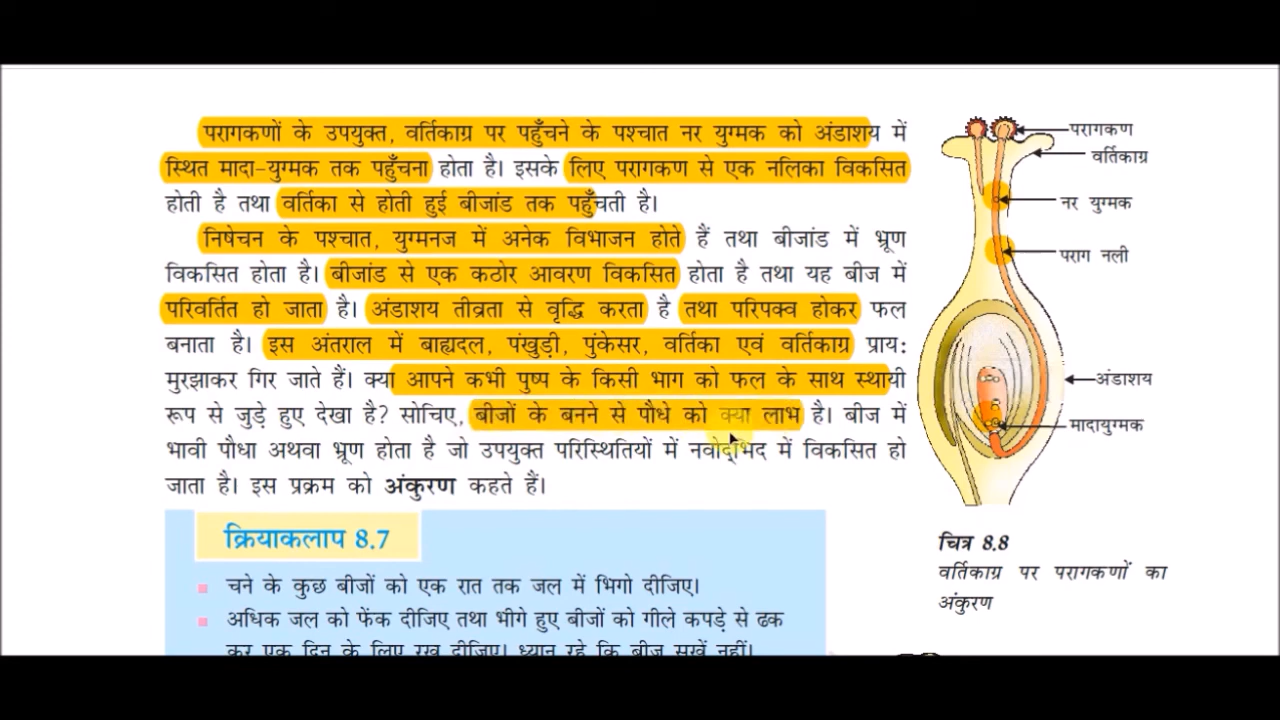 परागकणों के उपयुक्त, वर्तिकाग्र पर पहुँचने के पश्चात नर युग्मक को अंडाशय में
स्थित मादा-युग्मक तक पहुँचना होता है। इसके लिए परागकण से एक नलिका विकसित
होती है तथा वर्तिका से होती हुई बीजांड तक पहुँचती है।
निषेचन के पश्चात, युग्मनज में अनेक विभाजन होते हैं तथा बीजांड में भ्रूण
विकसित होता है। बीजांड से एक कठोर आवरण विकसित होता है तथा यह बीज में
परिवर्तित हो जाता है। अंडाशय तीव्रता से वृद्धि करता है तथा परिपक्व होकर फल
बनाता है। इस अंतराल में बाह्यदल, पंखुड़ी, पुंकेसर, वर्तिका एवं वर्तिकाग्र प्राय:
मुरझाकर गिर जाते हैं। क्या आपने कभी पुष्प के किसी भाग को फल के साथ स्थायी
रूप से जुड़े हुए देखा है? सोचिए, बीजों के बनने से पौधे को क्या लाभ है। बीज में
भावी पौधा अथवा भ्रूण होता है जो उपयुक्त परिस्थितियों में नवोद्भिद में विकसित हो
जाता है। इस प्रक्रम को अंकुरण कहते हैं।
क्रियाकलाप 8.7
चने के कुछ बीजों को एक रात तक जल में भिगो दीजिए।
अधिक जल को फेंक दीजिए तथा भीगे हुए बीजों को गीले कपड़े से ढक
कर एक दिन के लिए रख दीजिए। ध्यान रहे कि बीज सूखें नहीं।
परागकण
वर्तिकाग्र
नर युग्मक
पराग नली
अंडाशय
मादायुग्मक
चित्र 8.8
वर्तिकाग्र पर परागकणों का
अंकुरण